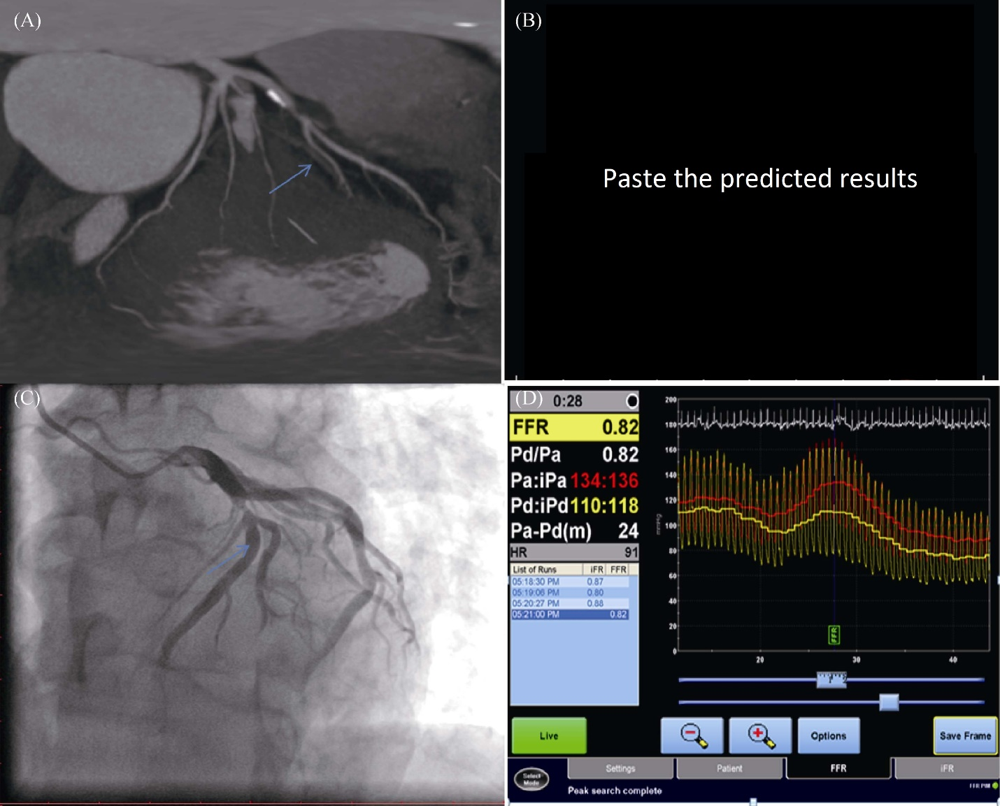 (A)
(B)
Paste the predicted results
(C)
(D)
0:28
FFR 0.82
Pd/Pa 0.82
Pa:iPa 134:136
Pd:iPd 110:118
Pa-Pd(m) 24
HR 91
List of Runs iFR FFR
05:18:30 PM 0.87
05:19:06 PM 0.80
05:20:27 PM 0.88
05:21:00 PM 0.82
200
180
160
140
120
100
80
60
40
20
0
mmHg
FFR
20 30 40
1 2
Live
Options
Save Frame
Select Mode
Settings
Patient
FFR
iFR
Peak search complete